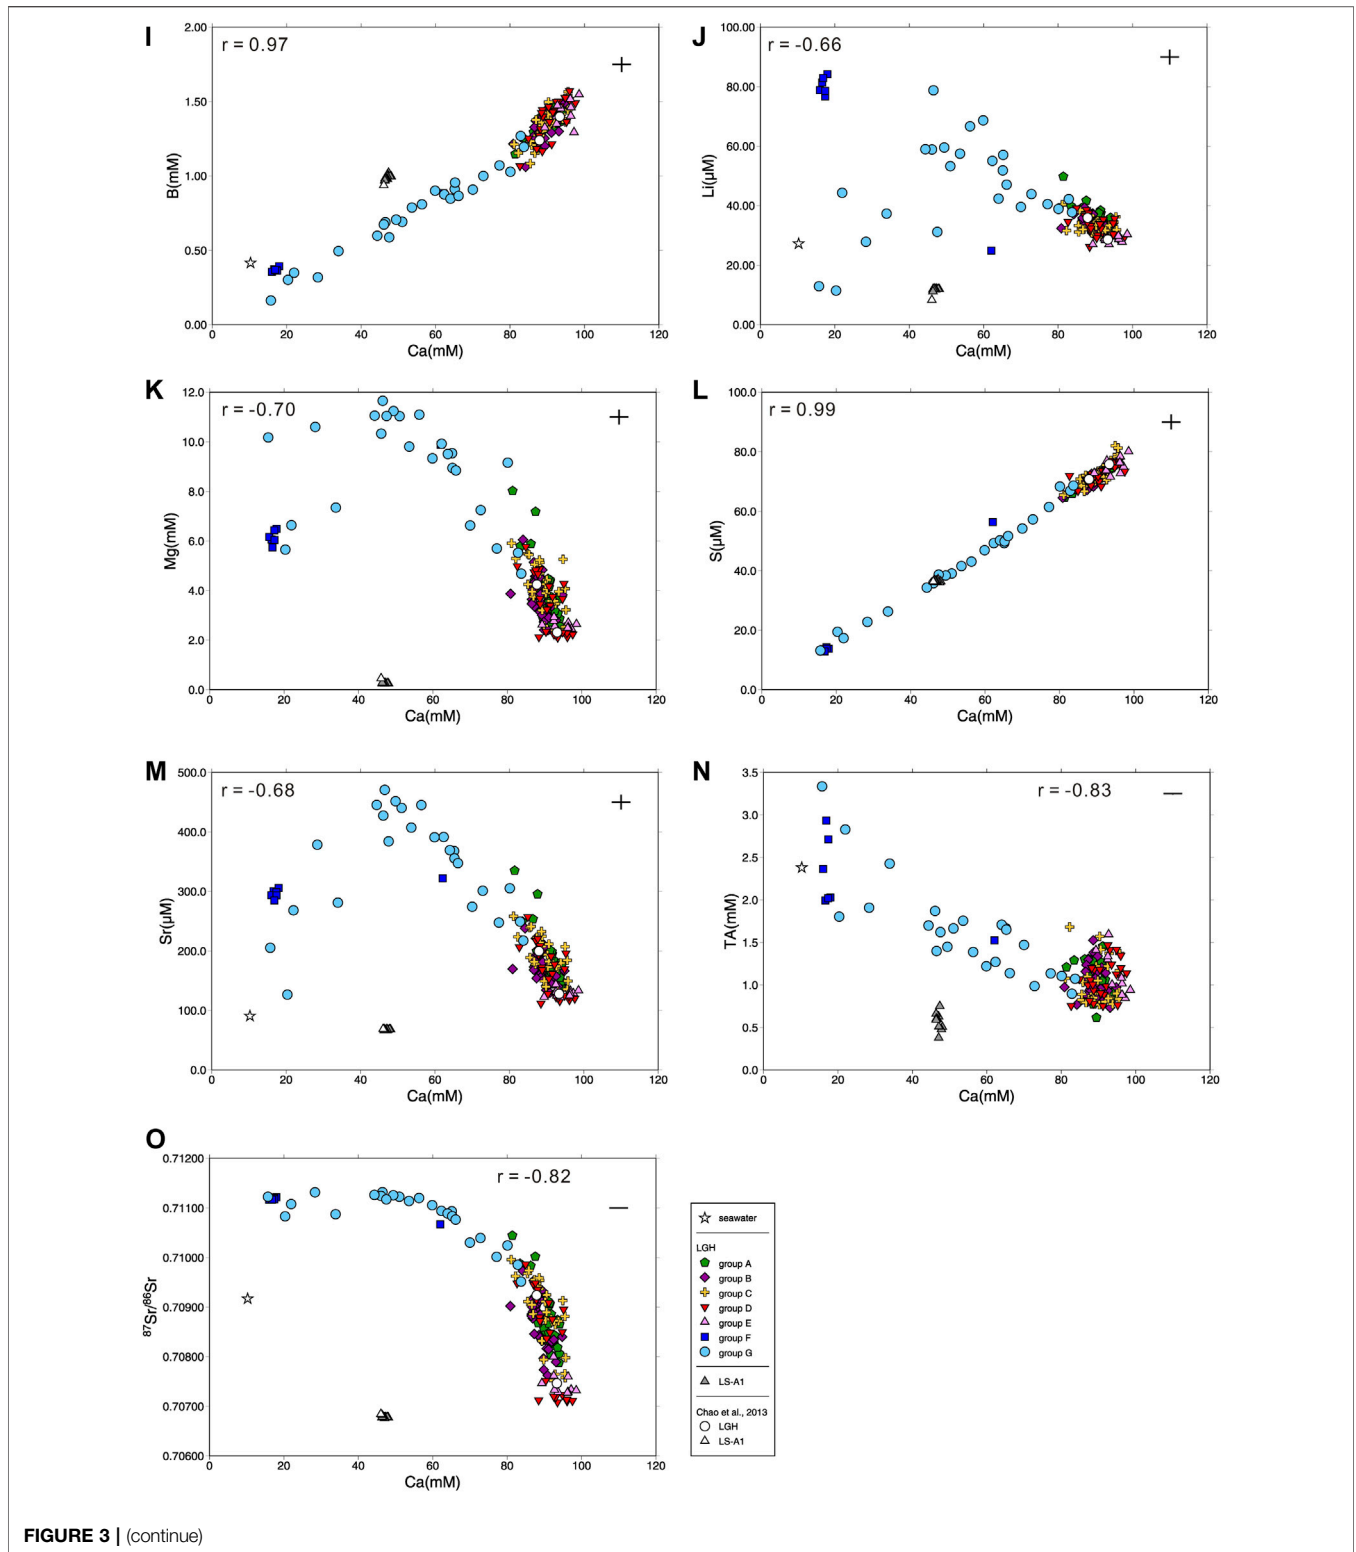 I
r = 0.97
2.00
1.50
1.00
0.50
0.00
B(mM)
0 20 40 60 80 100 120
Ca(mM)
J
r = -0.66
100.00
80.00
60.00
40.00
20.00
0.00
Li(µM)
0 20 40 60 80 100 120
Ca(mM)
K
r = -0.70
12.0
10.0
8.0
6.0
4.0
2.0
0.0
Mg(mM)
0 20 40 60 80 100 120
Ca(mM)
L
r = 0.99
100.0
80.0
60.0
40.0
20.0
0.0
S(µM)
0 20 40 60 80 100 120
Ca(mM)
M
r = -0.68
500.0
400.0
300.0
200.0
100.0
0.0
Sr(µM)
0 20 40 60 80 100 120
Ca(mM)
N
r = -0.83
3.5
3.0
2.5
2.0
1.5
1.0
0.5
0.0
TA(mM)
0 20 40 60 80 100 120
Ca(mM)
O
r = -0.82
0.71200
0.71100
0.71000
0.70900
0.70800
0.70700
0.70600
⁸⁷Sr/⁸⁶Sr
0 20 40 60 80 100 120
Ca(mM)
seawater
LGH
group A
group B
group C
group D
group E
group F
group G
LS-A1
Chao et al., 2013
LGH
LS-A1
FIGURE 3 | (continue)